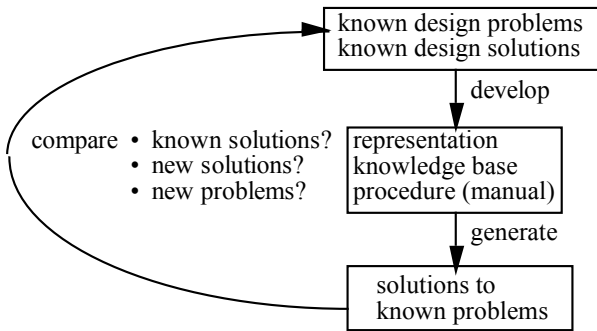 known design problems
known design solutions
develop
compare • known solutions?
• new solutions?
• new problems?
representation
knowledge base
procedure (manual)
generate
solutions to
known problems